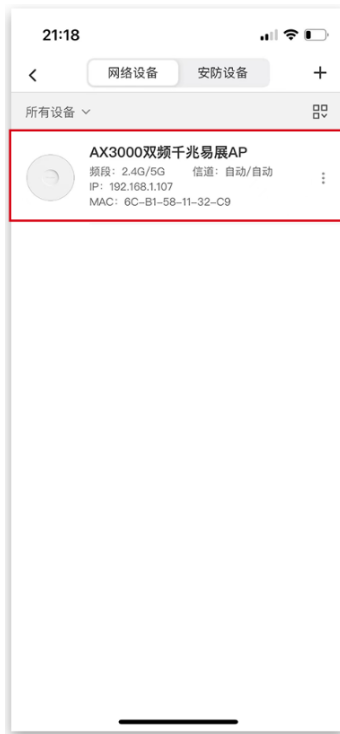 21:18
网络设备 安防设备
所有设备
AX3000双频千兆易展AP
频段：2.4G/5G 信道：自动/自动
IP：192.168.1.107
MAC：6C-B1-58-11-32-C9